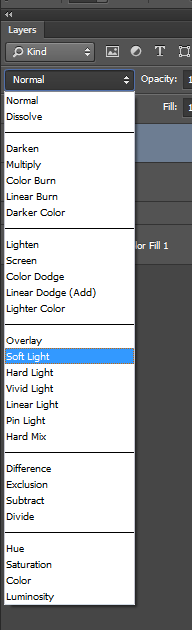 Layers
Kind
T
Normal
Opacity:
Normal
Fill:
Dissolve
Darken
Multiply
Color Burn
Linear Burn
Darker Color
Lighten
Screen
Color Dodge
Linear Dodge (Add)
Lighter Color
Overlay
Soft Light
Hard Light
Vivid Light
Linear Light
Pin Light
Hard Mix
Difference
Exclusion
Subtract
Divide
Hue
Saturation
Color
Luminosity
lor Fill 1